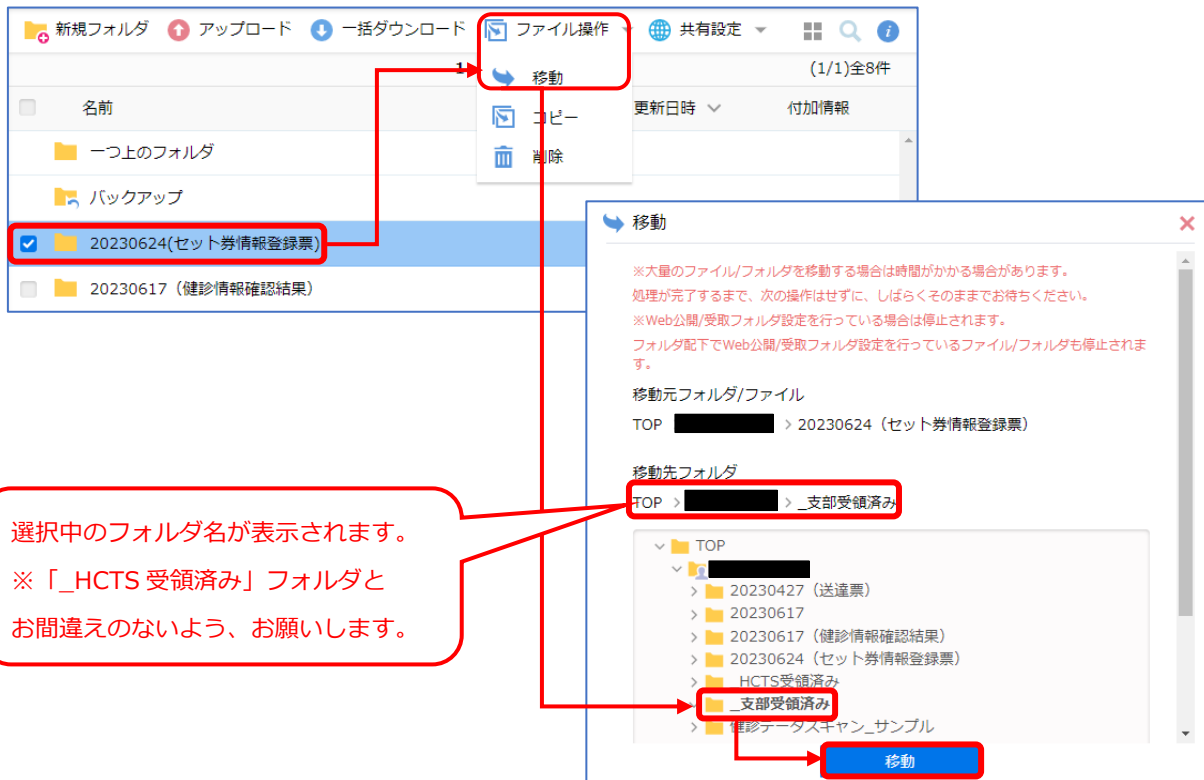 新規フォルダ アップロード 一括ダウンロード ファイル操作 共有設定
1
(1/1)全8件
移動
名前 更新日時 付加情報
コピー
一つ上のフォルダ
削除
バックアップ
20230624(セット券情報登録票)
20230617（健診情報確認結果）
移動
※大量のファイル/フォルダを移動する場合は時間がかかる場合があります。
処理が完了するまで、次の操作はせずに、しばらくそのままでお待ちください。
※Web公開/受取フォルダ設定を行っている場合は停止されます。
フォルダ配下でWeb公開/受取フォルダ設定を行っているファイル/フォルダも停止されま
す。
移動元フォルダ/ファイル
TOP > 20230624（セット券情報登録票）
移動先フォルダ
TOP > > _支部受領済み
選択中のフォルダ名が表示されます。
※「_HCTS 受領済み」フォルダと
お間違えのないよう、お願いします。
TOP
20230427（送達票）
20230617
20230617（健診情報確認結果）
20230624（セット券情報登録票）
_HCTS受領済み
_支部受領済み
健診データスキャン_サンプル
移動